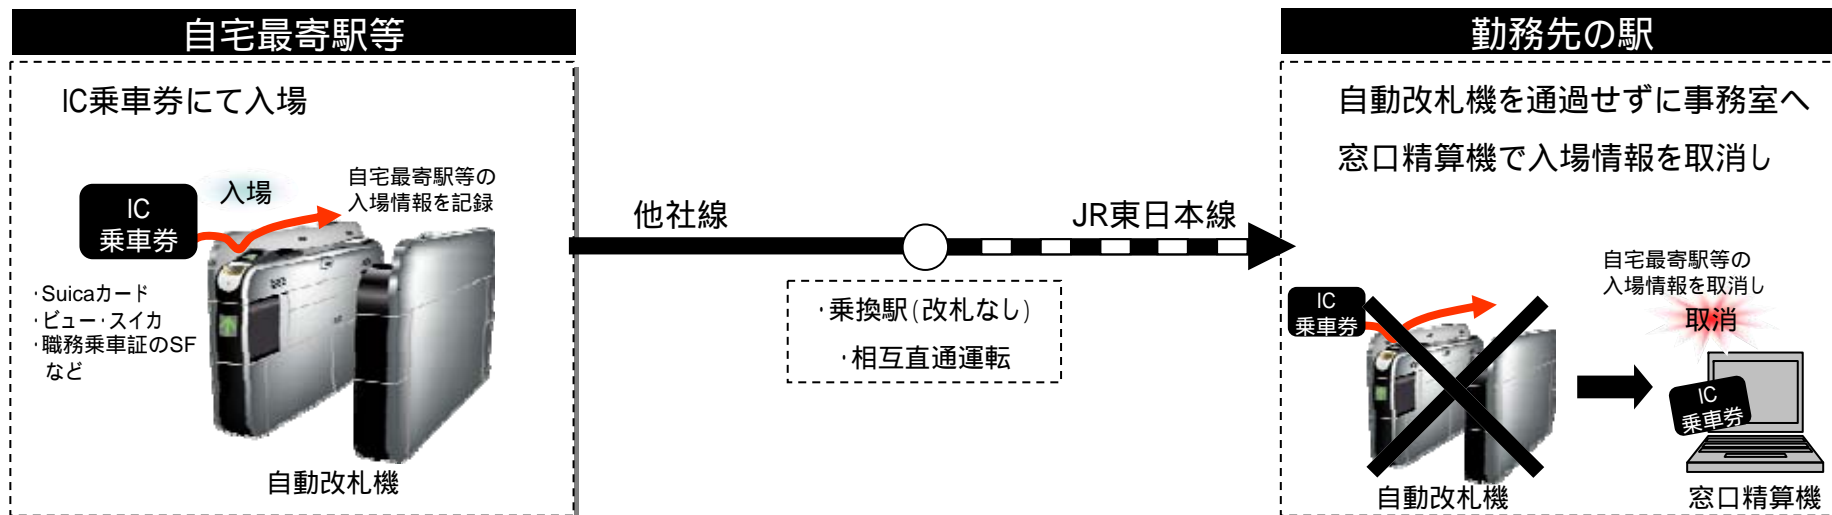 自宅最寄駅等
IC乗車券にて入場
入場
自宅最寄駅等の
入場情報を記録
IC
乗車券
・Suicaカード
・ビュー・スイカ
・職務乗車証のSF
など
自動改札機
他社線
JR東日本線
・乗換駅(改札なし)
・相互直通運転
勤務先の駅
自動改札機を通過せずに事務室へ
窓口精算機で入場情報を取消し
IC
乗車券
自動改札機
自宅最寄駅等の
入場情報を取消し
取消
IC
乗車券
窓口精算機